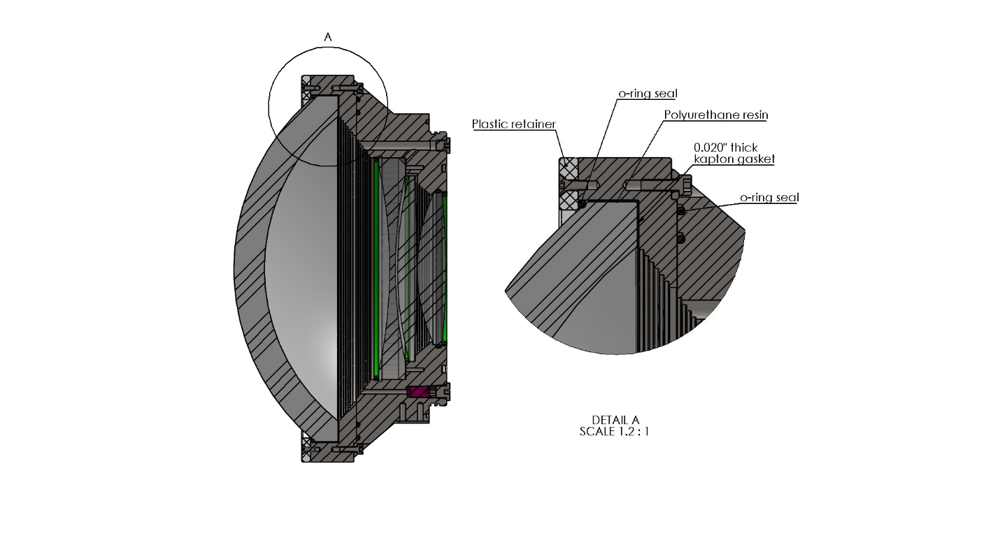 A
o-ring seal
Polyurethane resin
Plastic retainer
0.020" thick
kapton gasket
o-ring seal
DETAIL A
SCALE 1.2 : 1